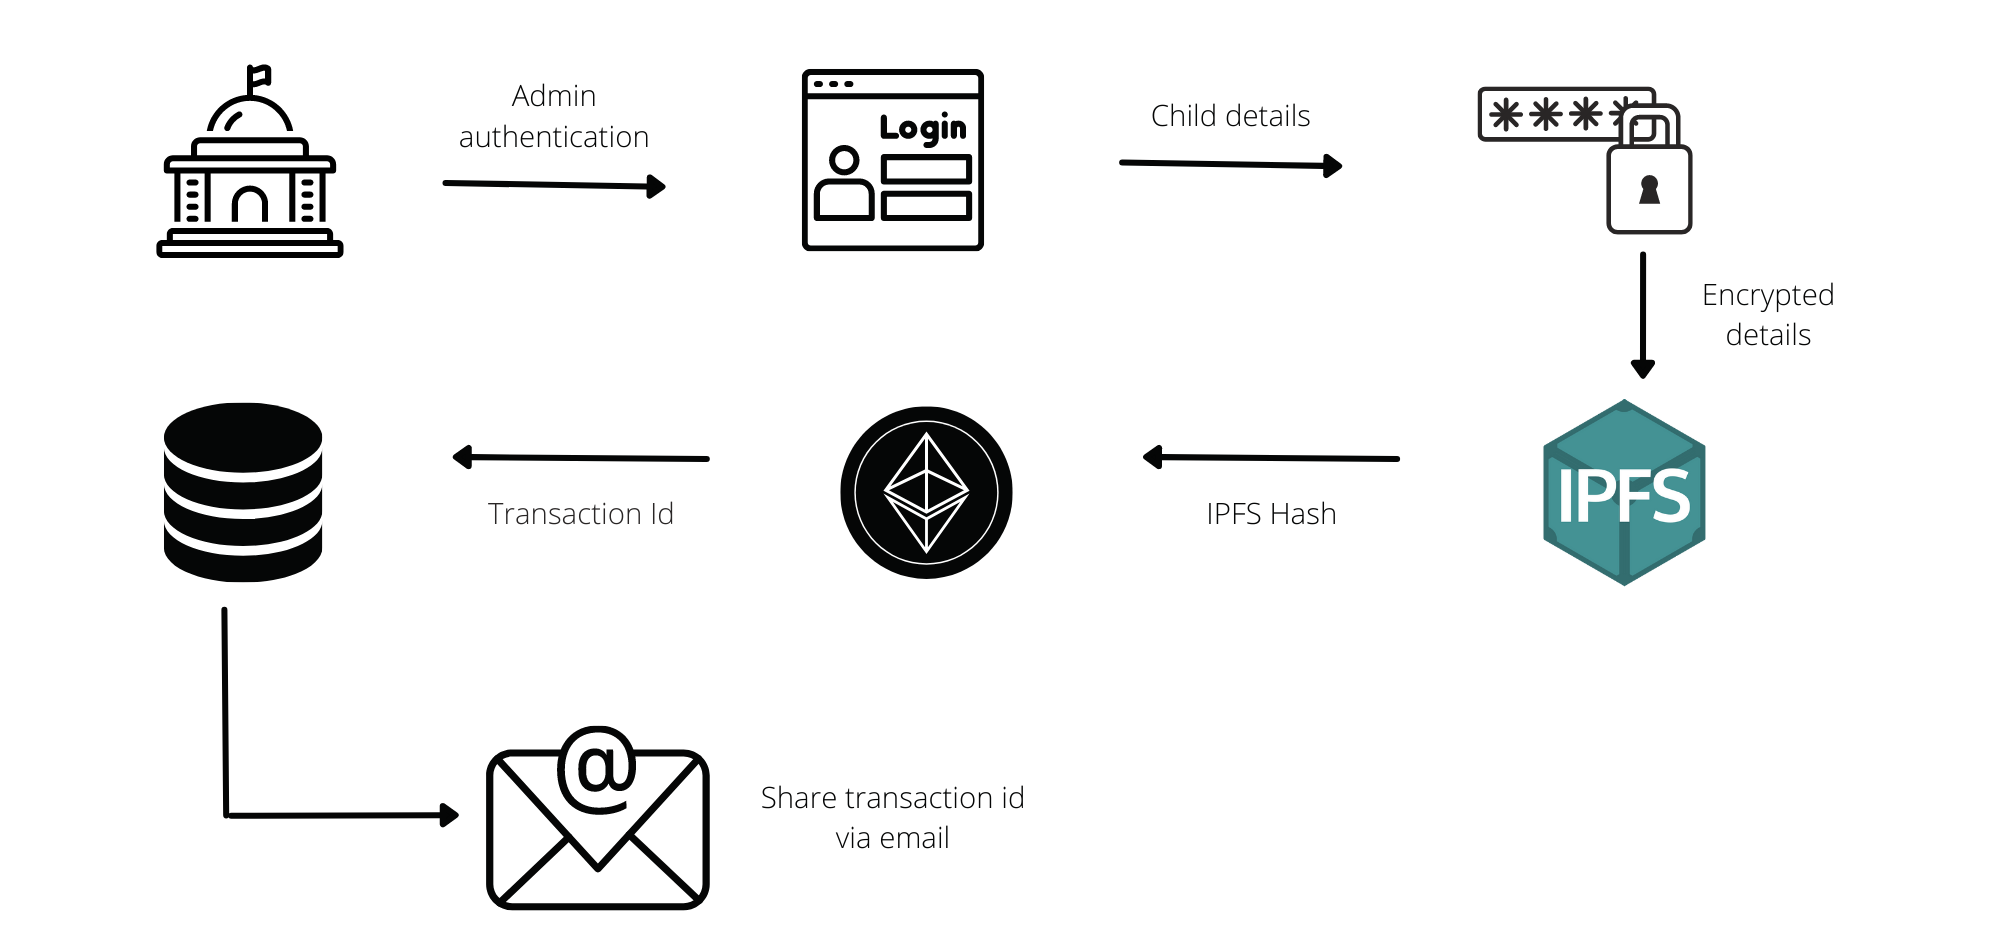 Admin
authentication
Login
Child details
****
Encrypted
details
Transaction Id
IPFS Hash
IPFS
@
Share transaction id
via email